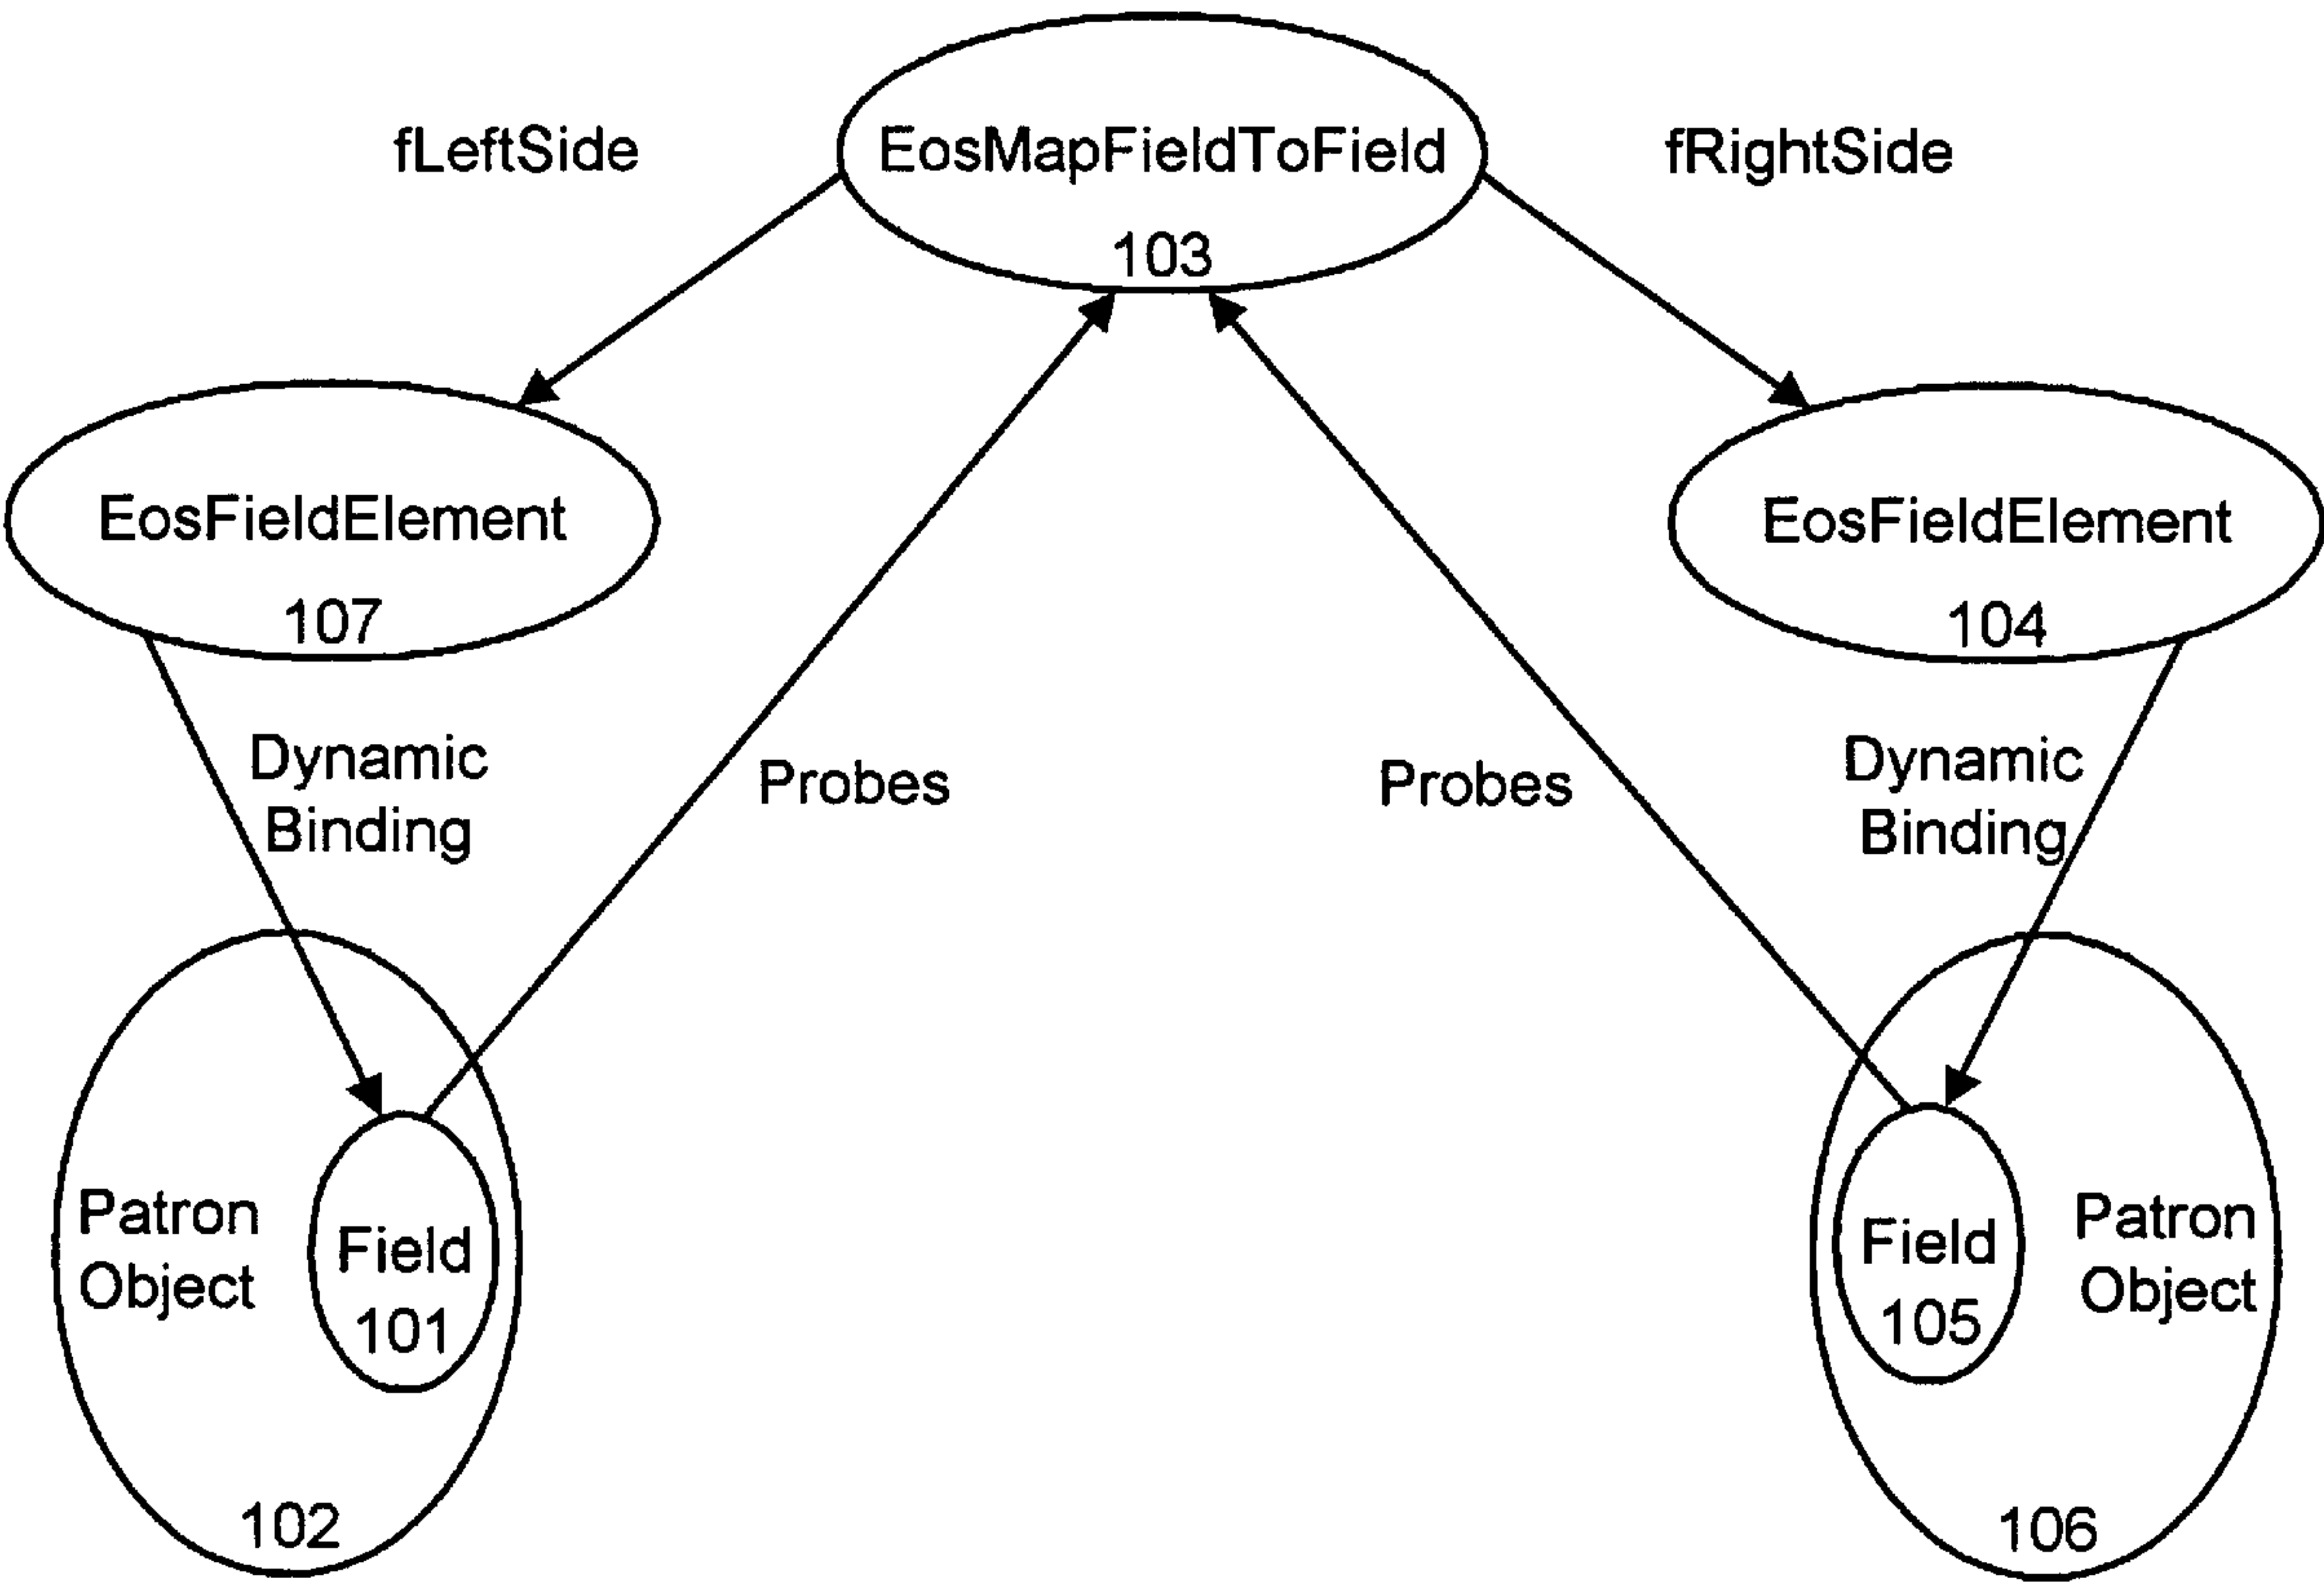 fLeftSide
EosMapFieldToField
fRightSide
103
EosFieldElement
107
EosFieldElement
104
Dynamic
Binding
Probes
Probes
Dynamic
Binding
Patron
Object
Field
101
102
Field
105
Patron
Object
106